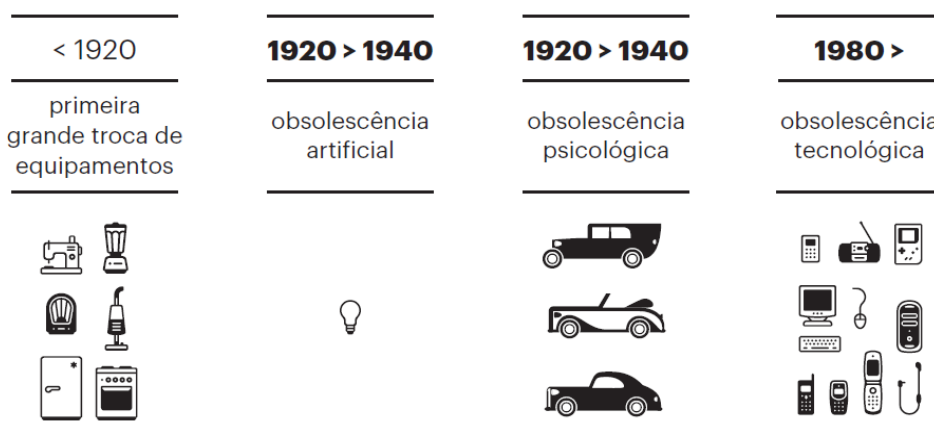 < 1920
primeira
grande troca de
equipamentos
1920 > 1940
obsolescência
artificial
1920 > 1940
obsolescência
psicológica
1980 >
obsolescência
tecnológica